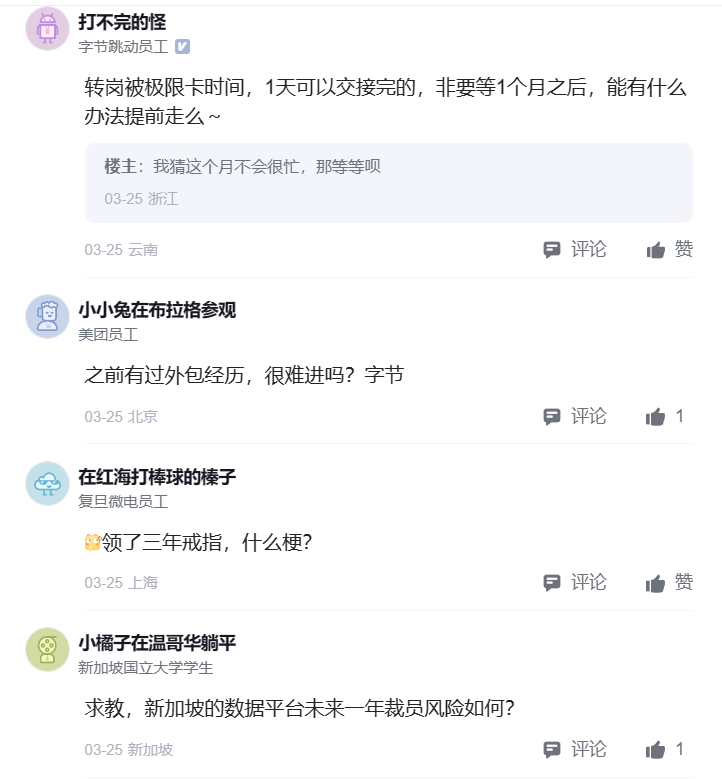 打不完的怪
字节跳动员工
转岗被极限卡时间，1天可以交接完的，非要等1个月之后，能有什么
办法提前走么～
楼主：我猜这个月不会很忙，那等等呗
03-25 浙江
03-25 云南 评论 赞
小小兔在布拉格参观
美团员工
之前有过外包经历，很难进吗？字节
03-25 北京 评论 1
在红海打棒球的榛子
复旦微电员工
领了三年戒指，什么梗？
03-25 上海 评论 赞
小橘子在温哥华躺平
新加坡国立大学学生
求教，新加坡的数据平台未来一年裁员风险如何？
03-25 新加坡 评论 1